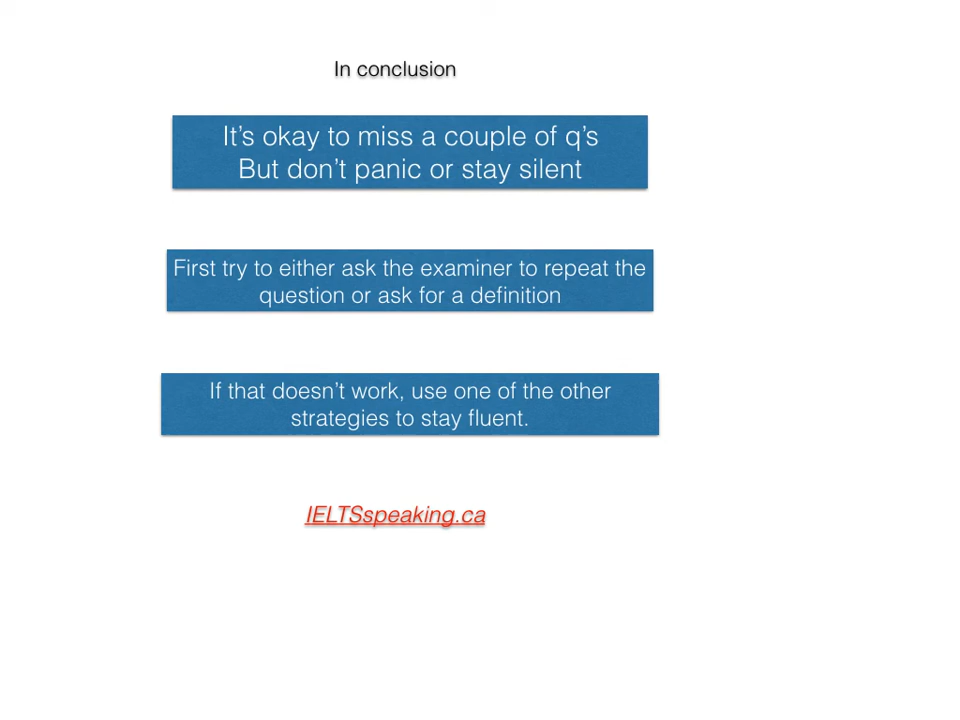 In conclusion
It’s okay to miss a couple of q’s
But don’t panic or stay silent
First try to either ask the examiner to repeat the
question or ask for a definition
If that doesn’t work, use one of the other
strategies to stay fluent.
IELTSspeaking.ca